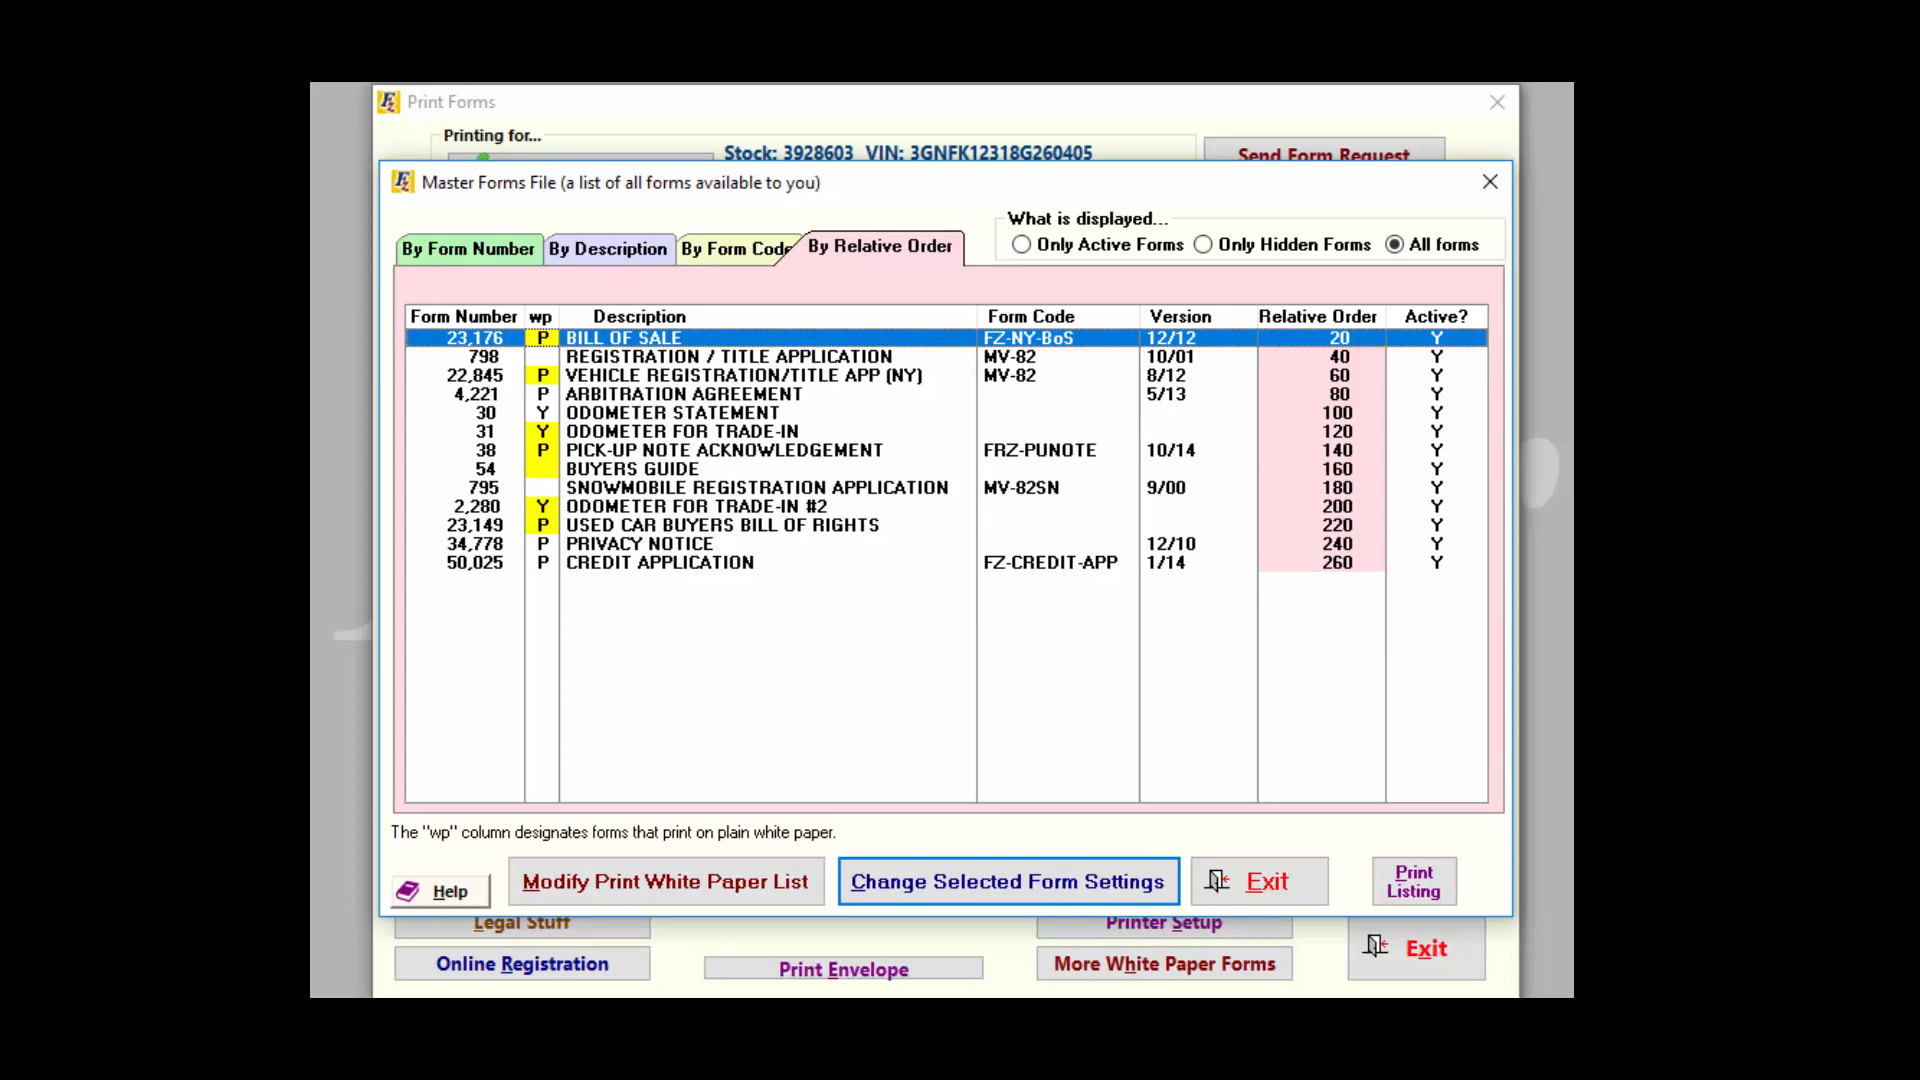 Print Forms
Printing for...
Stock: 3928603 VIN: 3GNFK12318G260405
Send Form Request
Master Forms File (a list of all forms available to you)
What is displayed...
Only Active Forms Only Hidden Forms All forms
By Form Number By Description By Form Code By Relative Order
Form Number wp Description Form Code Version Relative Order Active?
23,176 P BILL OF SALE FZ-NY-BoS 12/12 20 Y
798 REGISTRATION / TITLE APPLICATION MV-82 10/01 40 Y
22,845 P VEHICLE REGISTRATION/TITLE APP (NY) MV-82 8/12 60 Y
4,221 P ARBITRATION AGREEMENT 5/13 80 Y
30 Y ODOMETER STATEMENT 100 Y
31 Y ODOMETER FOR TRADE-IN 120 Y
38 P PICK-UP NOTE ACKNOWLEDGEMENT FRZ-PUNOTE 10/14 140 Y
54 BUYERS GUIDE 160 Y
795 SNOWMOBILE REGISTRATION APPLICATION MV-82SN 9/00 180 Y
2,280 Y ODOMETER FOR TRADE-IN #2 200 Y
23,149 P USED CAR BUYERS BILL OF RIGHTS 220 Y
34,778 P PRIVACY NOTICE 12/10 240 Y
50,025 P CREDIT APPLICATION FZ-CREDIT-APP 1/14 260 Y
The "wp" column designates forms that print on plain white paper.
Help Modify Print White Paper List Change Selected Form Settings Exit Print Listing
Legal Stuff Printer Setup
Online Registration Print Envelope More White Paper Forms Exit